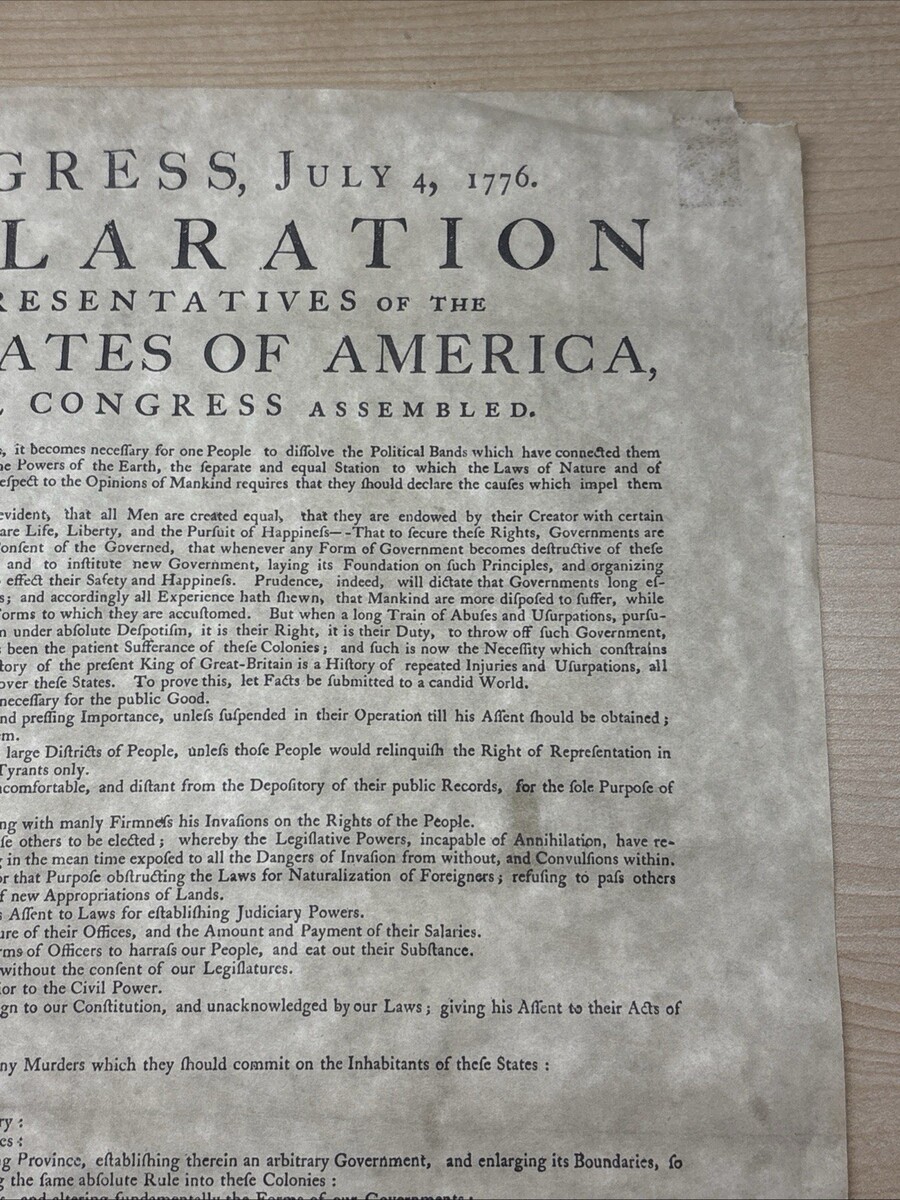 GRESS, JULY 4, 1776.
LARATION
RESENTATIVES OF THE
ATES OF AMERICA,
CONGRESS ASSEMBLED.
, it becomes neceſſary for one People to diſſolve the Political Bands which have connected them
he Powers of the Earth, the ſeparate and equal Station to which the Laws of Nature and of
eſpect to the Opinions of Mankind requires that they ſhould declare the cauſes which impel them
evident, that all Men are created equal, that they are endowed by their Creator with certain
are Life, Liberty, and the Purſuit of Happineſs— -That to ſecure theſe Rights, Governments are
onſent of the Governed, that whenever any Form of Government becomes deſtructive of theſe
and to inſtitute new Government, laying its Foundation on ſuch Principles, and organizing
effect their Safety and Happineſs. Prudence, indeed, will dictate that Governments long eſ-
s; and accordingly all Experience hath ſhewn, that Mankind are more diſpoſed to ſuffer, while
orms to which they are accuſtomed. But when a long Train of Abuſes and Uſurpations, purſu-
n under abſolute Deſpotiſm, it is their Right, it is their Duty, to throw off ſuch Government,
s been the patient Sufferance of theſe Colonies; and ſuch is now the Neceſſity which conſtrains
tory of the preſent King of Great-Britain is a Hiſtory of repeated Injuries and Uſurpations, all
over theſe States. To prove this, let Facts be ſubmitted to a candid World.
neceſſary for the public Good.
nd preſſing Importance, unleſs ſuſpended in their Operation till his Aſſent ſhould be obtained;
m.
large Diſtricts of People, unleſs thoſe People would relinquiſh the Right of Repreſentation in
Tyrants only.
ncomfortable, and diſtant from the Depoſitory of their public Records, for the ſole Purpoſe of
ng with manly Firmneſs his Invaſions on the Rights of the People.
ſe others to be elected; whereby the Legiſlative Powers, incapable of Annihilation, have re-
g in the mean time expoſed to all the Dangers of Invaſion from without, and Convulſions within.
or that Purpoſe obſtructing the Laws for Naturalization of Foreigners; refuſing to paſs others
f new Appropriations of Lands.
s Aſſent to Laws for eſtabliſhing Judiciary Powers.
ure of their Offices, and the Amount and Payment of their Salaries.
rms of Officers to harraſs our People, and eat out their Subſtance.
without the conſent of our Legiſlatures.
ior to the Civil Power.
gn to our Conſtitution, and unacknowledged by our Laws; giving his Aſſent to their Acts of
ny Murders which they ſhould commit on the Inhabitants of theſe States :
ry :
es :
g Province, eſtabliſhing therein an arbitrary Government, and enlarging its Boundaries, ſo
g the ſame abſolute Rule into theſe Colonies :
, and altering fundamentally the Forms of our Governments :